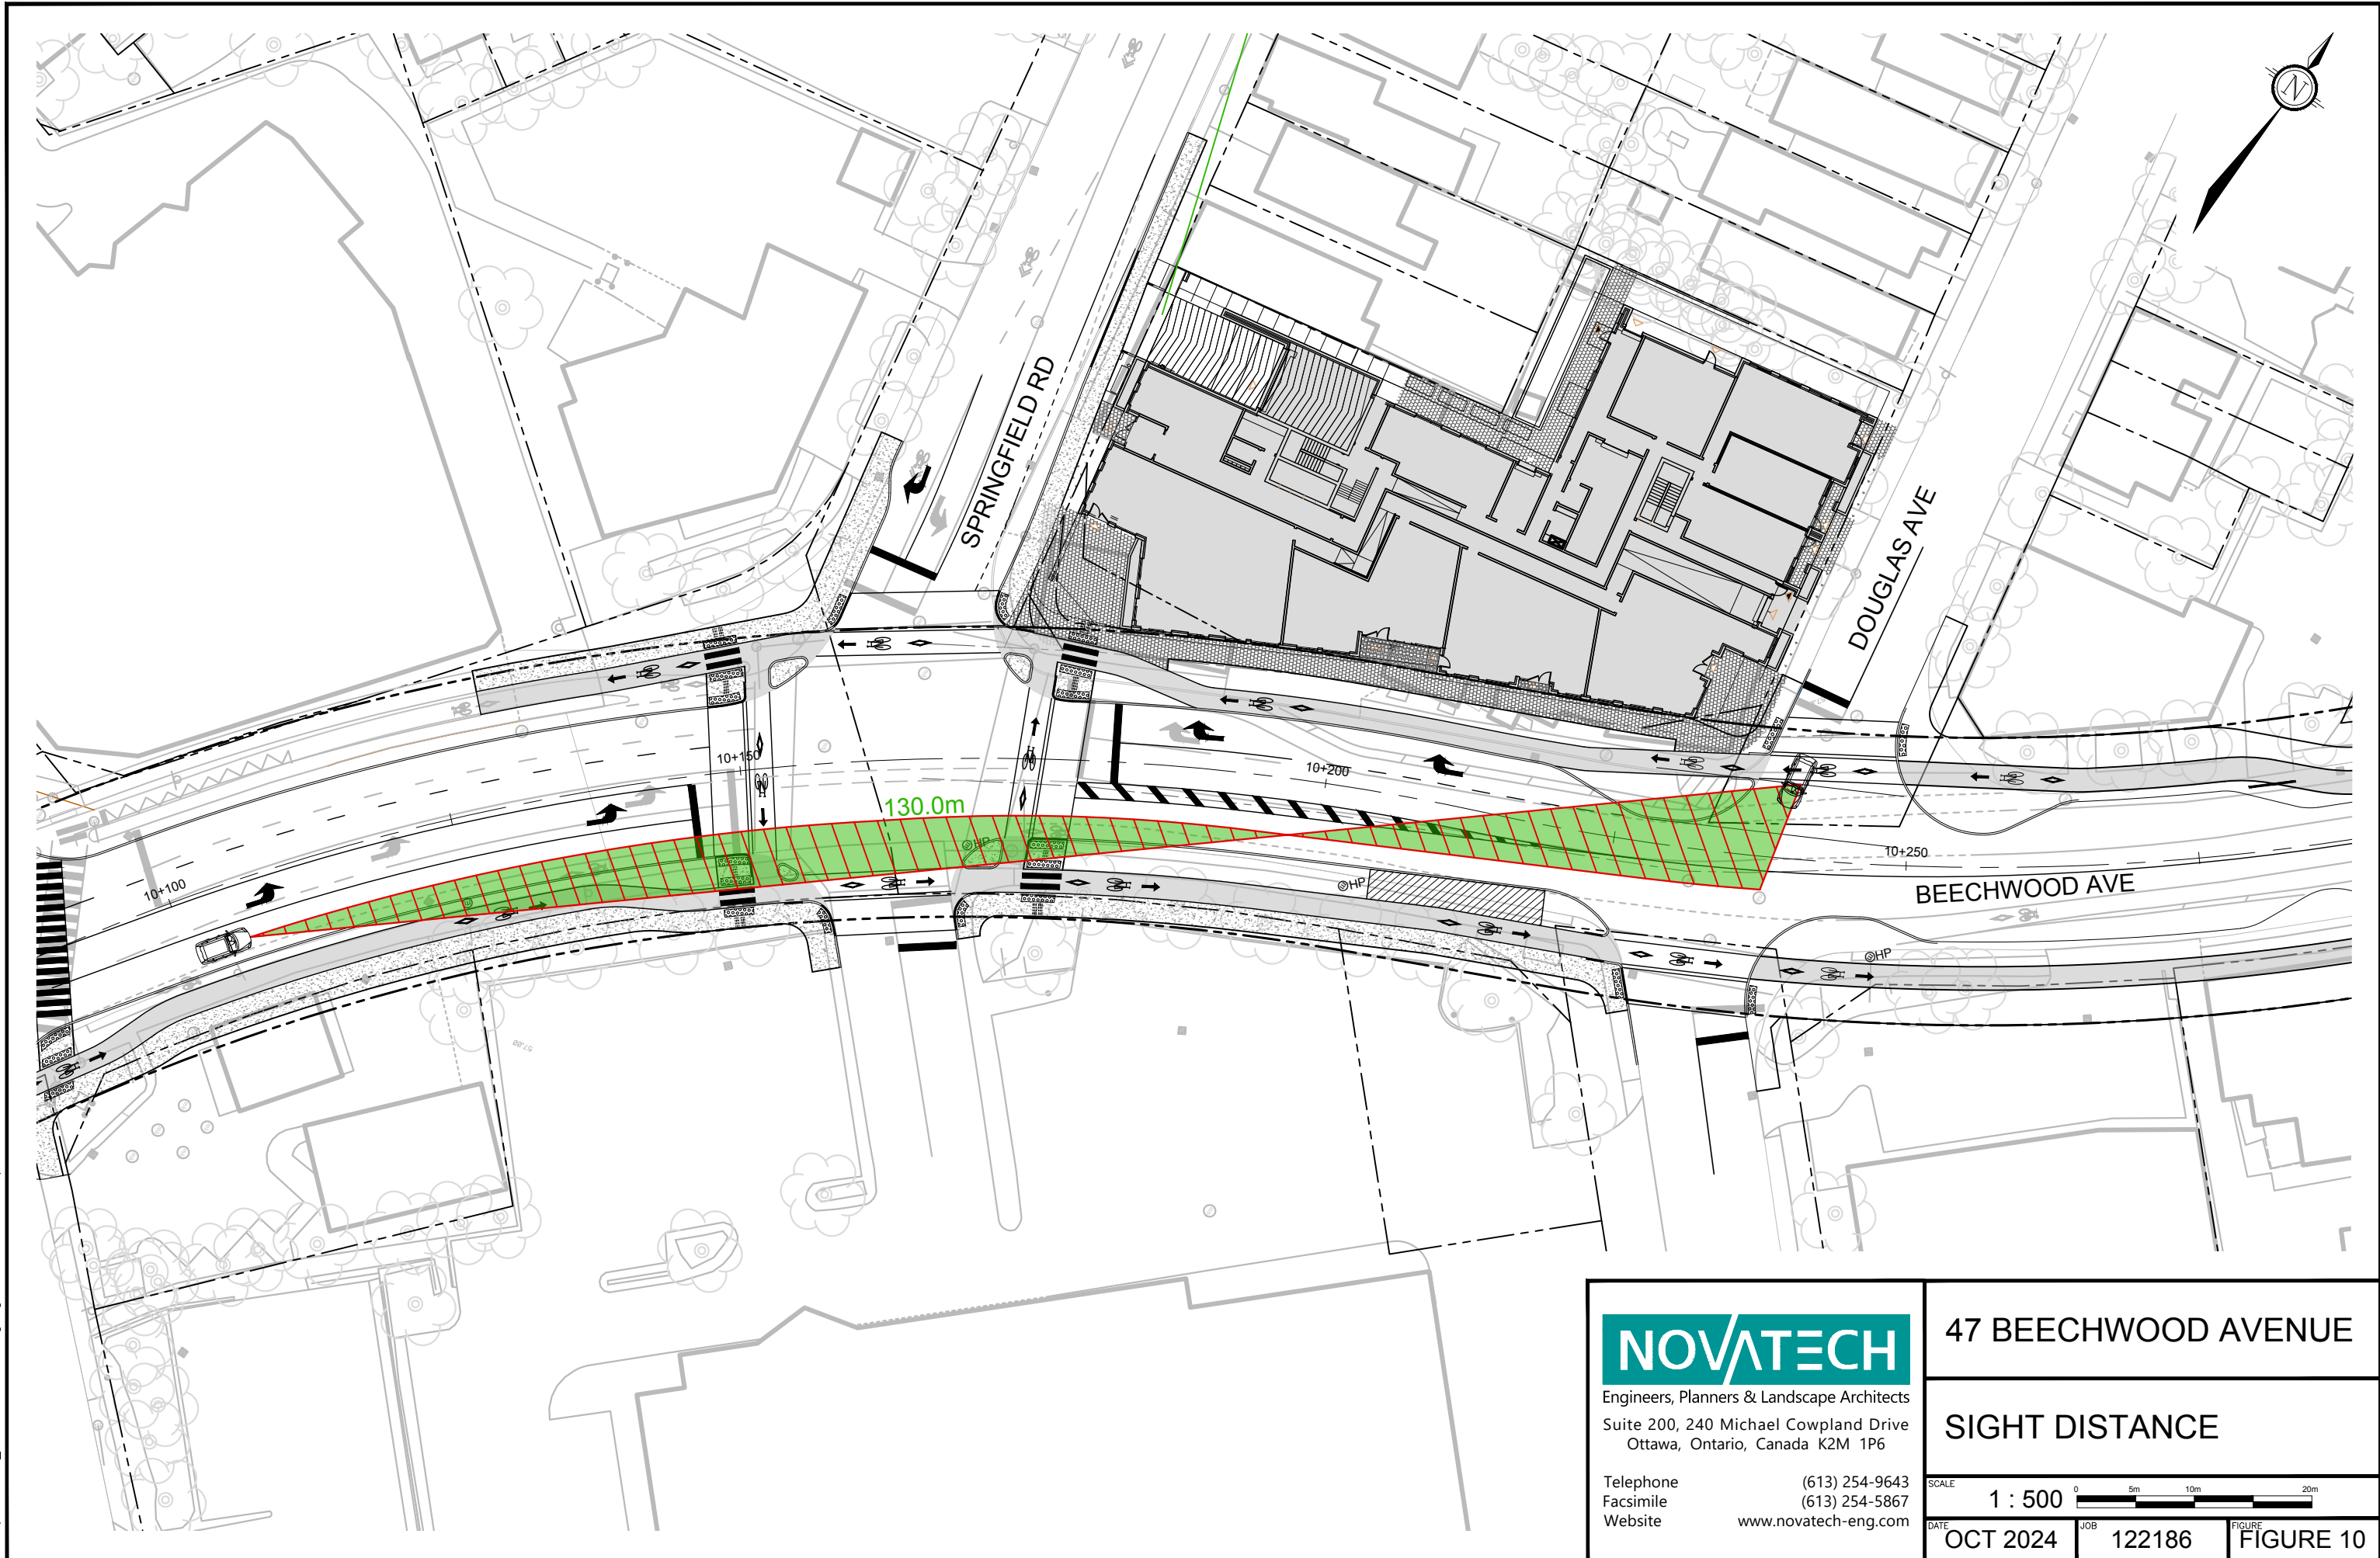 SPRINGFIELD RD
DOUGLAS AVE
N
130.0m
10+100
10+150
10+200
10+250
HP
HP
HP
BEECHWOOD AVE
57.00
NOVATECH
Engineers, Planners & Landscape Architects
Suite 200, 240 Michael Cowpland Drive
Ottawa, Ontario, Canada K2M 1P6
Telephone (613) 254-9643
Facsimile (613) 254-5867
Website www.novatech-eng.com
47 BEECHWOOD AVENUE
SIGHT DISTANCE
SCALE
1 : 500
0 5m 10m 20m
DATE
OCT 2024
JOB
122186
FIGURE
FIGURE 10